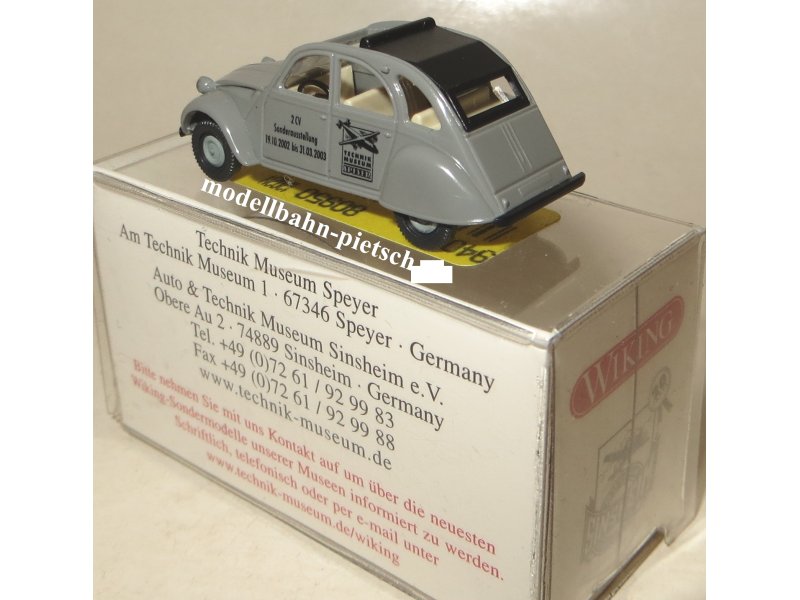 2 CV
Sonderausstellung
19.10.2002 bis 31.03.2003
TECHNIK
MUSEUM
SPEYER
modellbahn-pietsch
80850
Technik Museum Speyer
Am Technik Museum 1 · 67346 Speyer · Germany
Auto & Technik Museum Sinsheim e.V.
Obere Au 2 · 74889 Sinsheim · Germany
Tel. +49 (0)72 61 / 92 99 83
Fax +49 (0)72 61 / 92 99 88
www.technik-museum.de
Bitte nehmen Sie mit uns Kontakt auf um über die neuesten
Wiking-Sondermodelle unserer Museen informiert zu werden.
Schriftlich, telefonisch oder per e-mail unter
www.technik-museum.de/wiking
WIKING